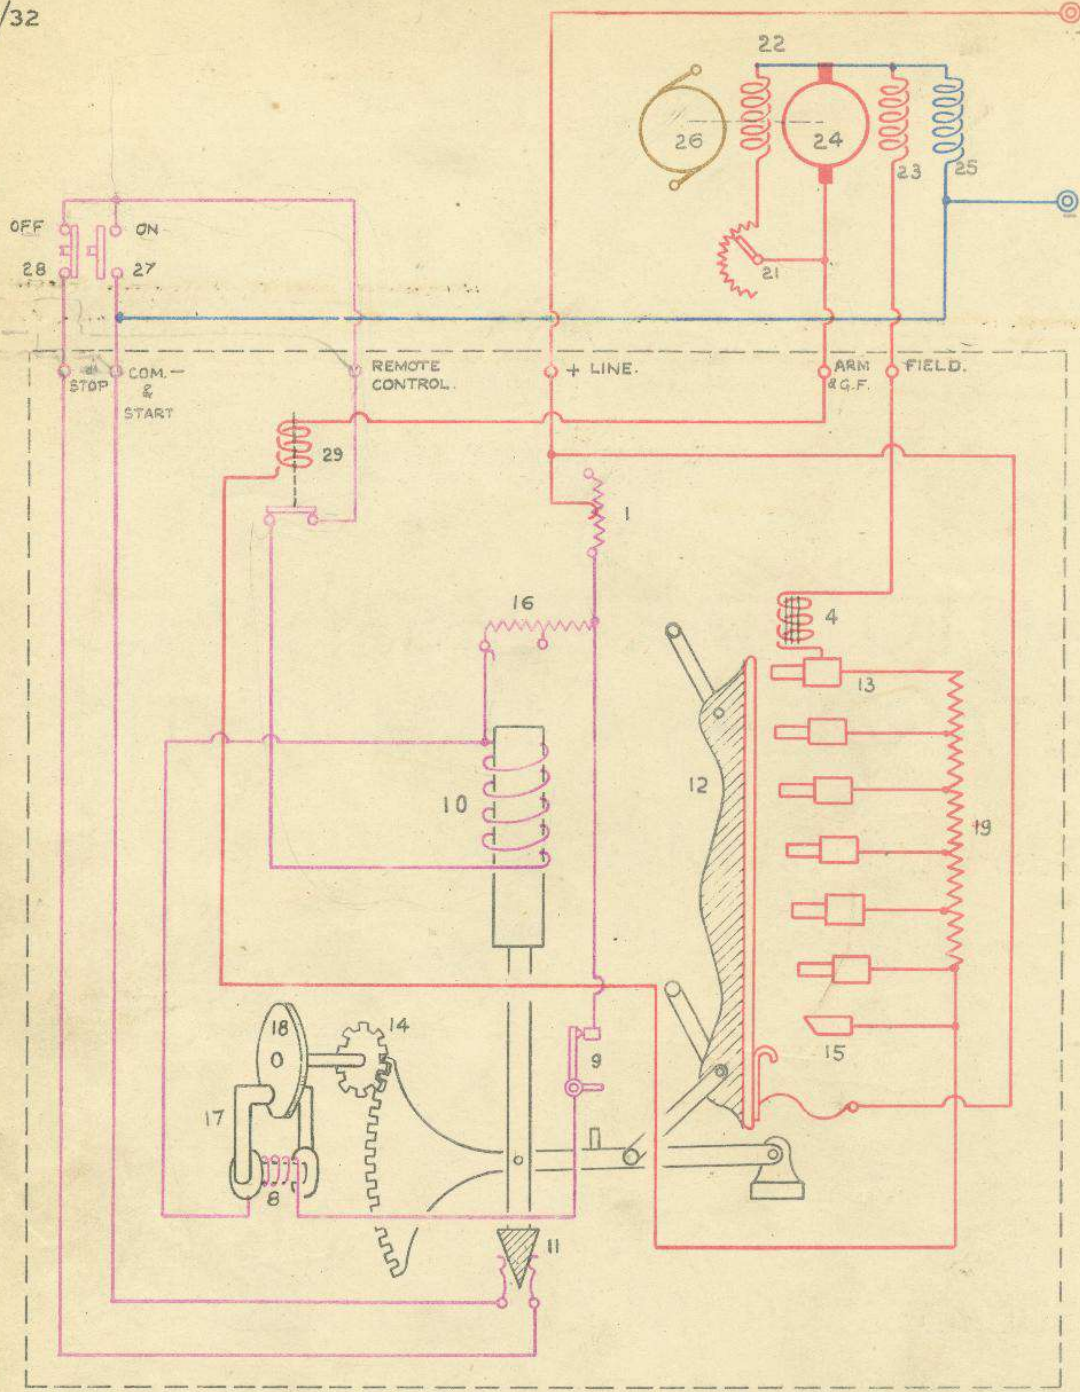 /32
22
26
24
23
25
OFF
ON
28
27
21
STOP
COM. -
&
START
REMOTE
CONTROL.
+ LINE.
ARM
& G.F.
FIELD.
29
1
16
4
13
12
10
19
18
14
9
15
17
8
11